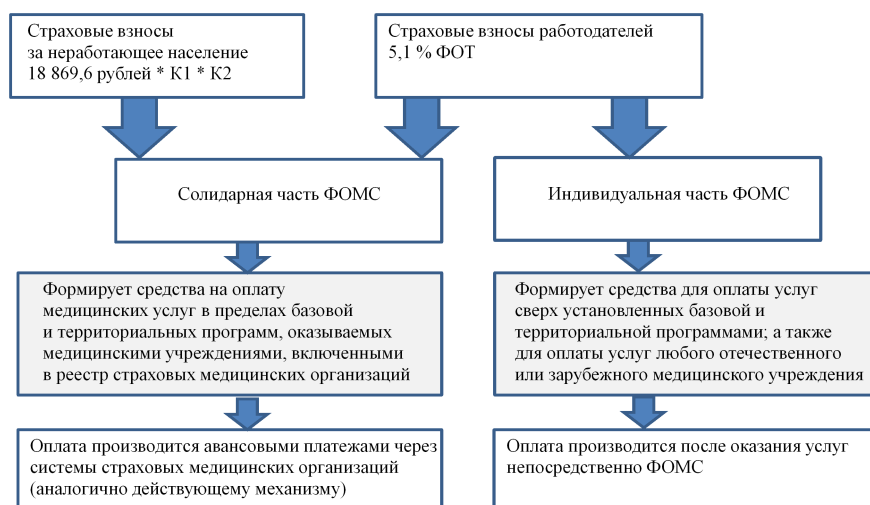 Страховые взносы
за неработающее население
18 869,6 рублей * К1 * К2
Страховые взносы работодателей
5,1 % ФОТ
Солидарная часть ФОМС
Индивидуальная часть ФОМС
Формирует средства на оплату
медицинских услуг в пределах базовой
и территориальных программ, оказываемых
медицинскими учреждениями, включенными
в реестр страховых медицинских организаций
Формирует средства для оплаты услуг
сверх установленных базовой и
территориальной программами; а также
для оплаты услуг любого отечественного
или зарубежного медицинского учреждения
Оплата производится авансовыми платежами через
системы страховых медицинских организаций
(аналогично действующему механизму)
Оплата производится после оказания услуг
непосредственно ФОМС